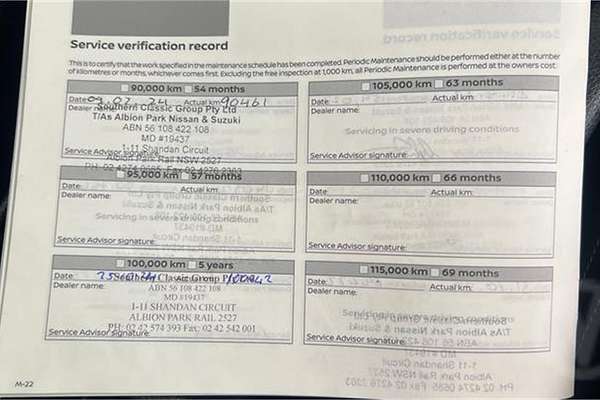 Service verification record
This is to certify that the work specified in the maintenance schedule has been completed. Periodic Maintenance should be performed either at the number
of kilometres or months, whichever comes first. Excluding the free inspection at 1,000 km, all Periodic Maintenance is performed at the owners cost.
90,000 km 54 months
Date: 09 07 24 Actual km: 90461
Dealer name:
Southern Classic Group Pty Ltd
T/As Albion Park Nissan & Suzuki
ABN 56 108 422 108
MD #19437
1-11 Shandan Circuit
Service Advisor signature:
Albion Park Rail NSW 2527
95,000 km 57 months
Date: Actual km:
Dealer name:
Servicing in severe driving conditions
Service Advisor signature:
100,000 km 5 years
Date:
Southern Classic Group
Dealer name:
ABN 56 108 422 108
MD #19437
1-11 SHANDAN CIRCUIT
ALBION PARK RAIL 2527
PH: 02 42 574 393 Fax: 02 42 542 001
Service Advisor signature:
105,000 km 63 months
Date: Actual km:
Dealer name:
Servicing in severe driving conditions
Service Advisor signature:
110,000 km 66 months
Date: Actual km:
Dealer name:
Service Advisor signature:
115,000 km 69 months
Date: Actual km:
Dealer name:
Service Advisor signature:
M-22